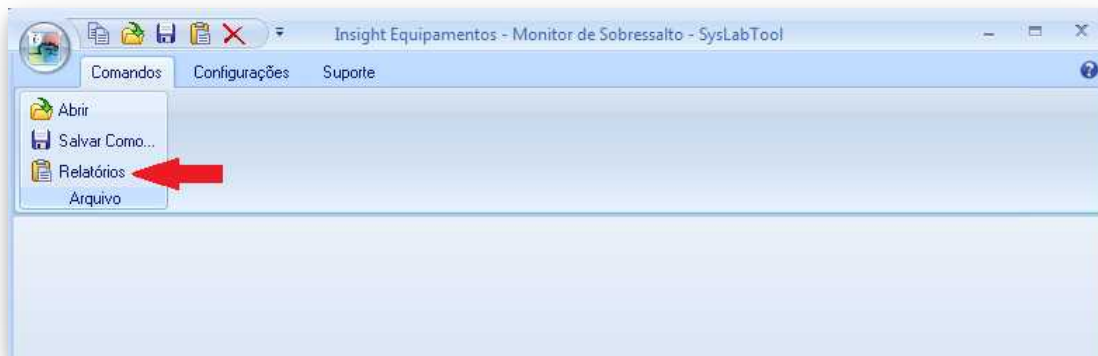 Insight Equipamentos - Monitor de Sobressalto - SysLabTool
Comandos Configurações Suporte
Abrir
Salvar Como...
Relatórios
Arquivo